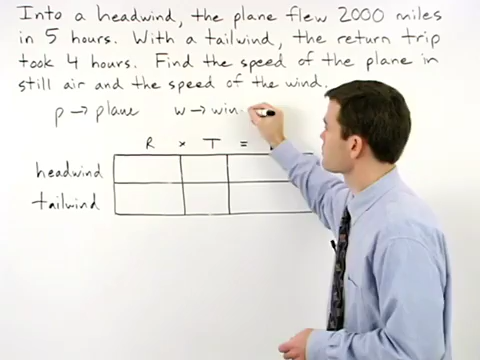 Into a headwind, the plane flew 2000 miles
in 5 hours. With a tailwind, the return trip
took 4 hours. Find the speed of the plane in
still air and the speed of the wind.
p → plane w → win
R × T =
headwind
tailwind